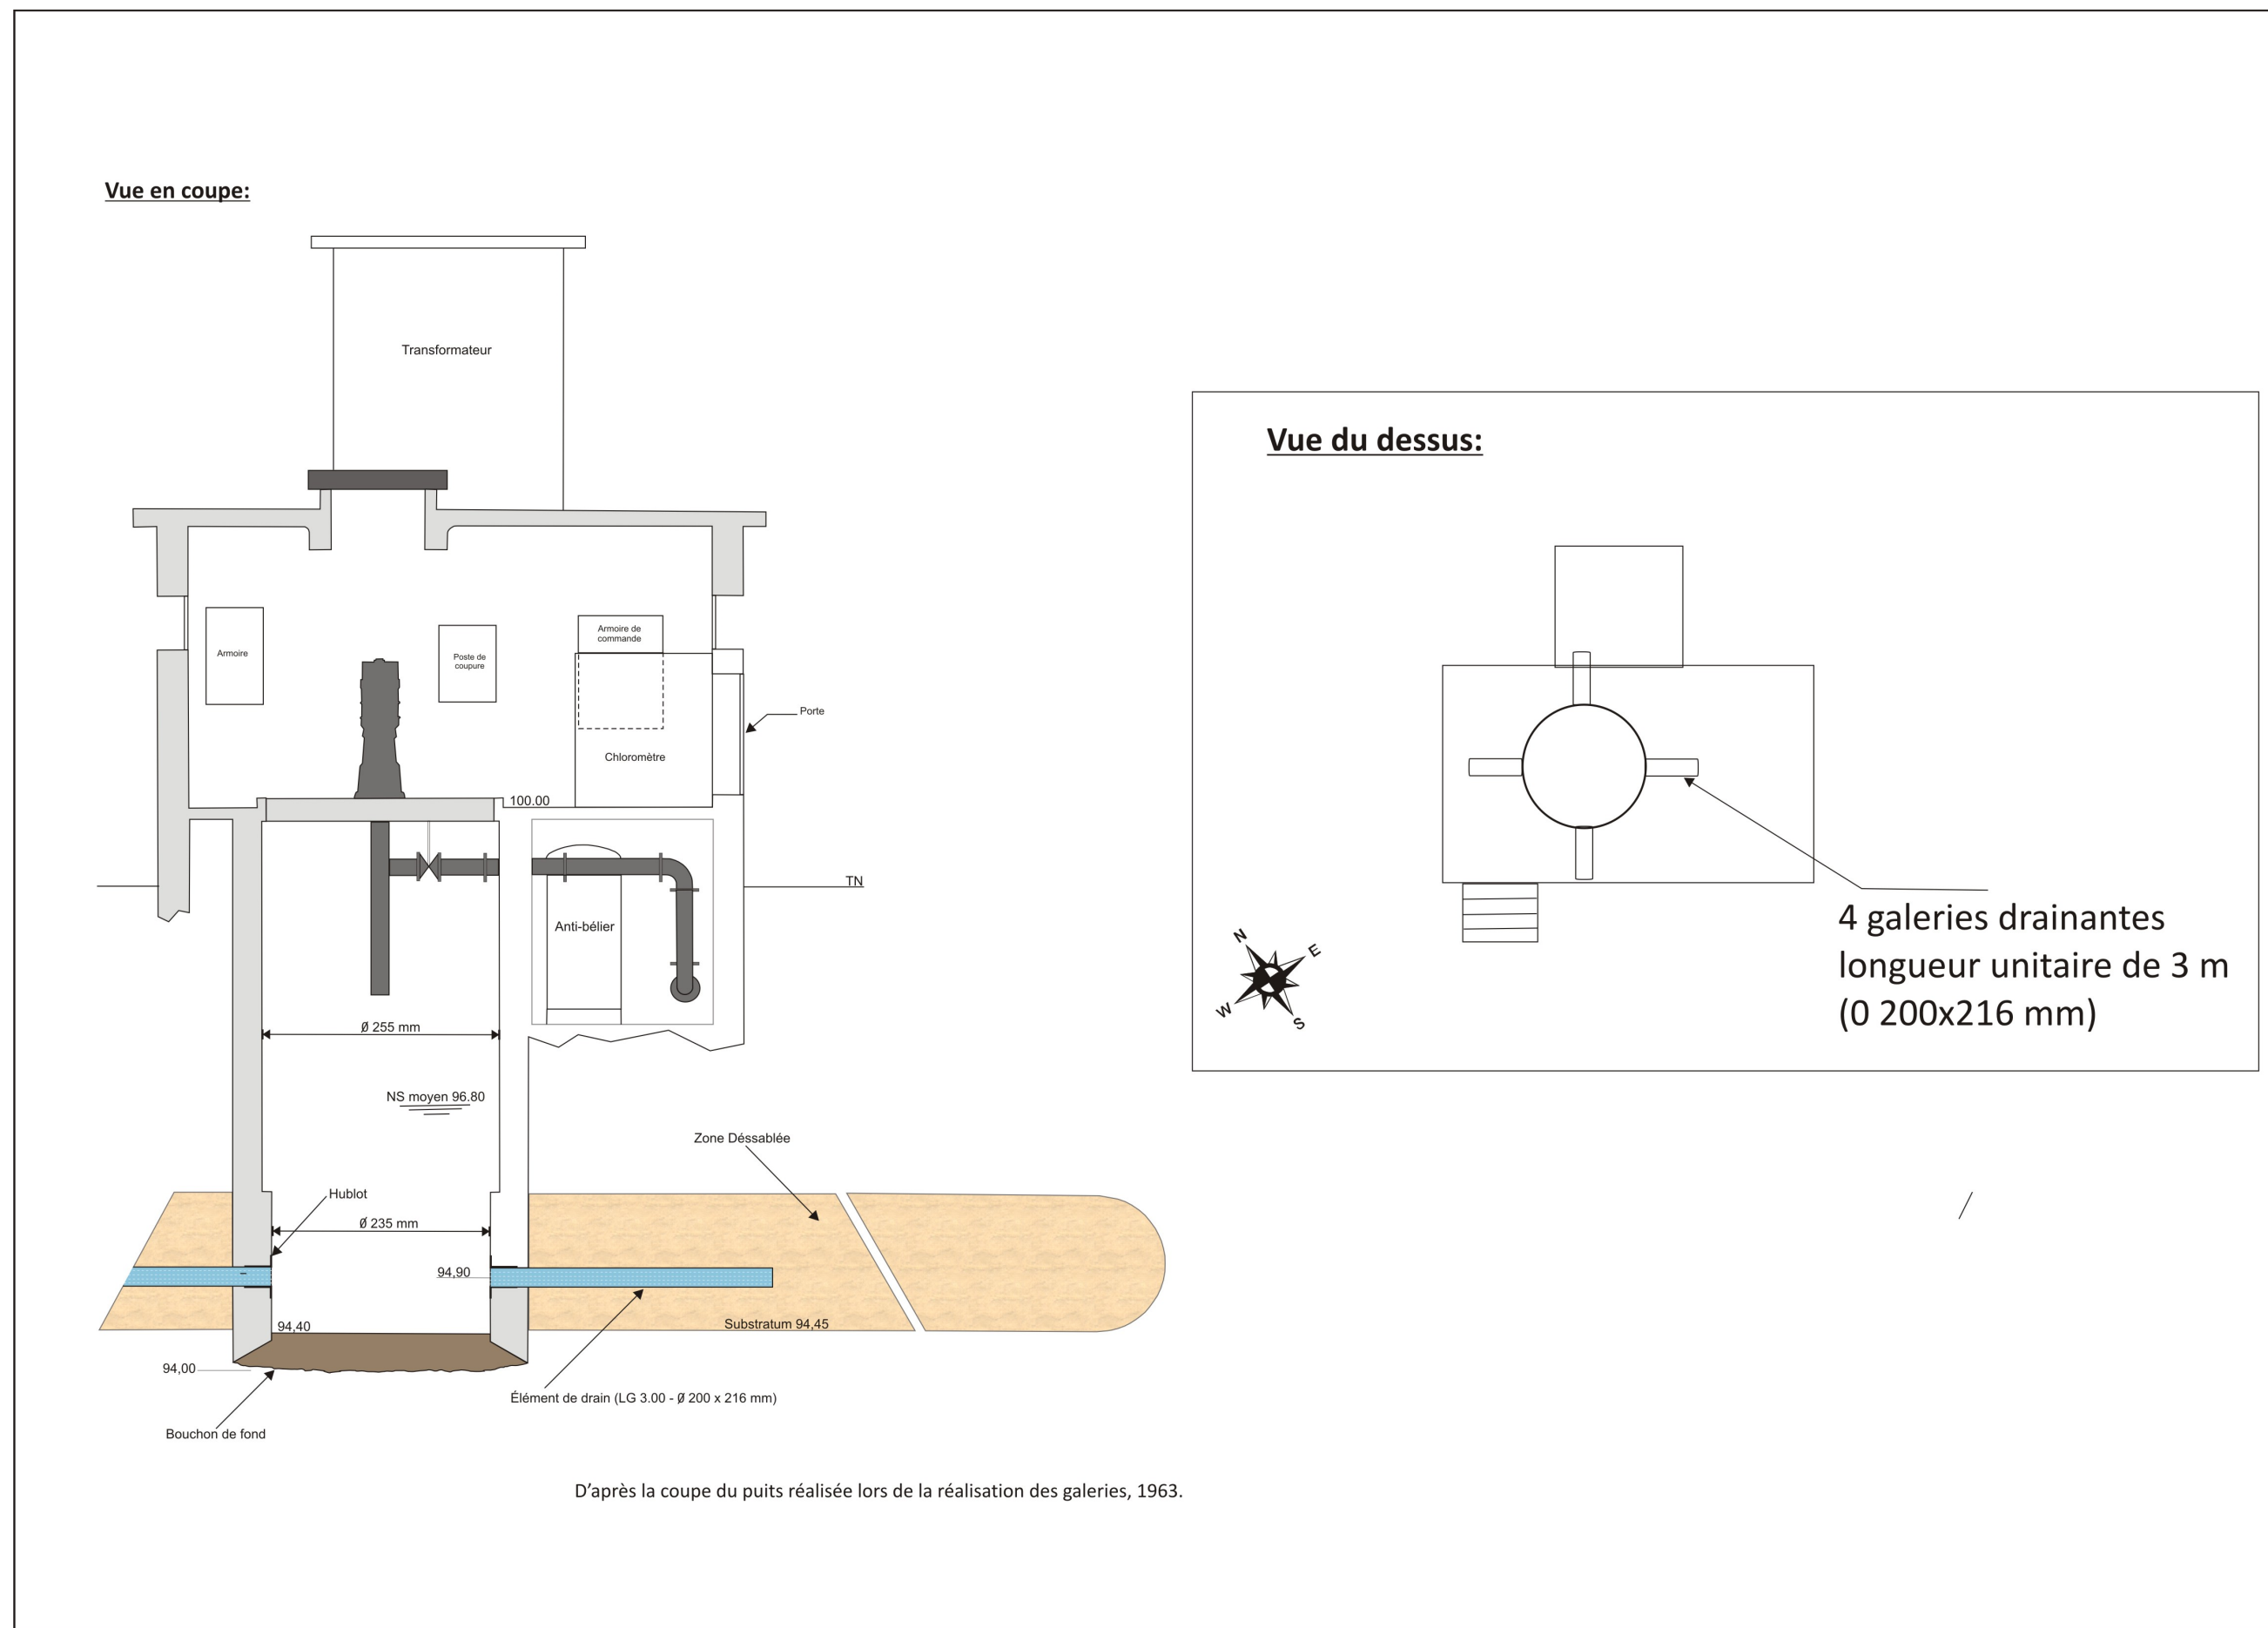 Vue en coupe:
Transformateur
Armoire
Poste de
coupure
Armoire de
commande
Porte
Chloromètre
100.00
TN
Anti-bélier
Ø 255 mm
NS moyen 96.80
Zone Déssablée
Hublot
Ø 235 mm
94,90
94,40
Substratum 94,45
94,00
Élément de drain (LG 3.00 - Ø 200 x 216 mm)
Bouchon de fond
D'après la coupe du puits réalisée lors de la réalisation des galeries, 1963.
Vue du dessus:
N
E
W
S
4 galeries drainantes
longueur unitaire de 3 m
(0 200x216 mm)